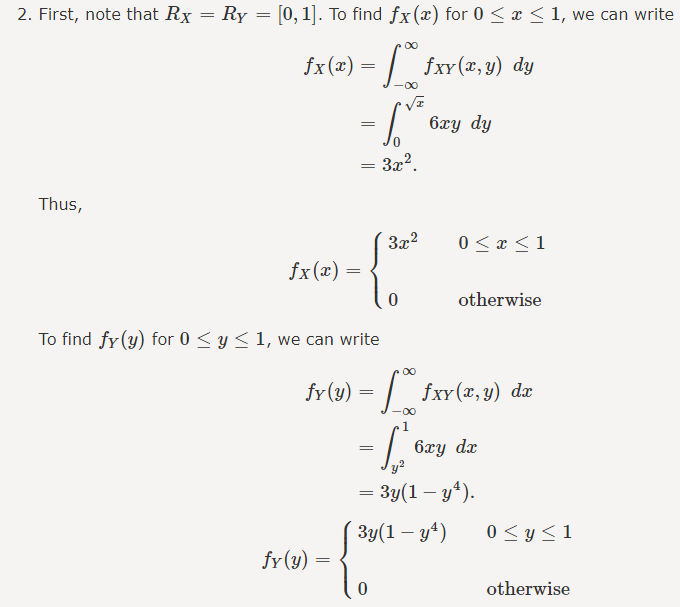 2. First, note that R_X = R_Y = [0, 1]. To find f_X(x) for 0 ≤ x ≤ 1, we can write
f_X(x) = ∫_{-∞}^{∞} f_{XY}(x, y) dy
= ∫_0^{√x} 6xy dy
= 3x².
Thus,
f_X(x) = { 3x² 0 ≤ x ≤ 1
0 otherwise
To find f_Y(y) for 0 ≤ y ≤ 1, we can write
f_Y(y) = ∫_{-∞}^{∞} f_{XY}(x, y) dx
= ∫_{y²}^1 6xy dx
= 3y(1 − y⁴).
f_Y(y) = { 3y(1 − y⁴) 0 ≤ y ≤ 1
0 otherwise